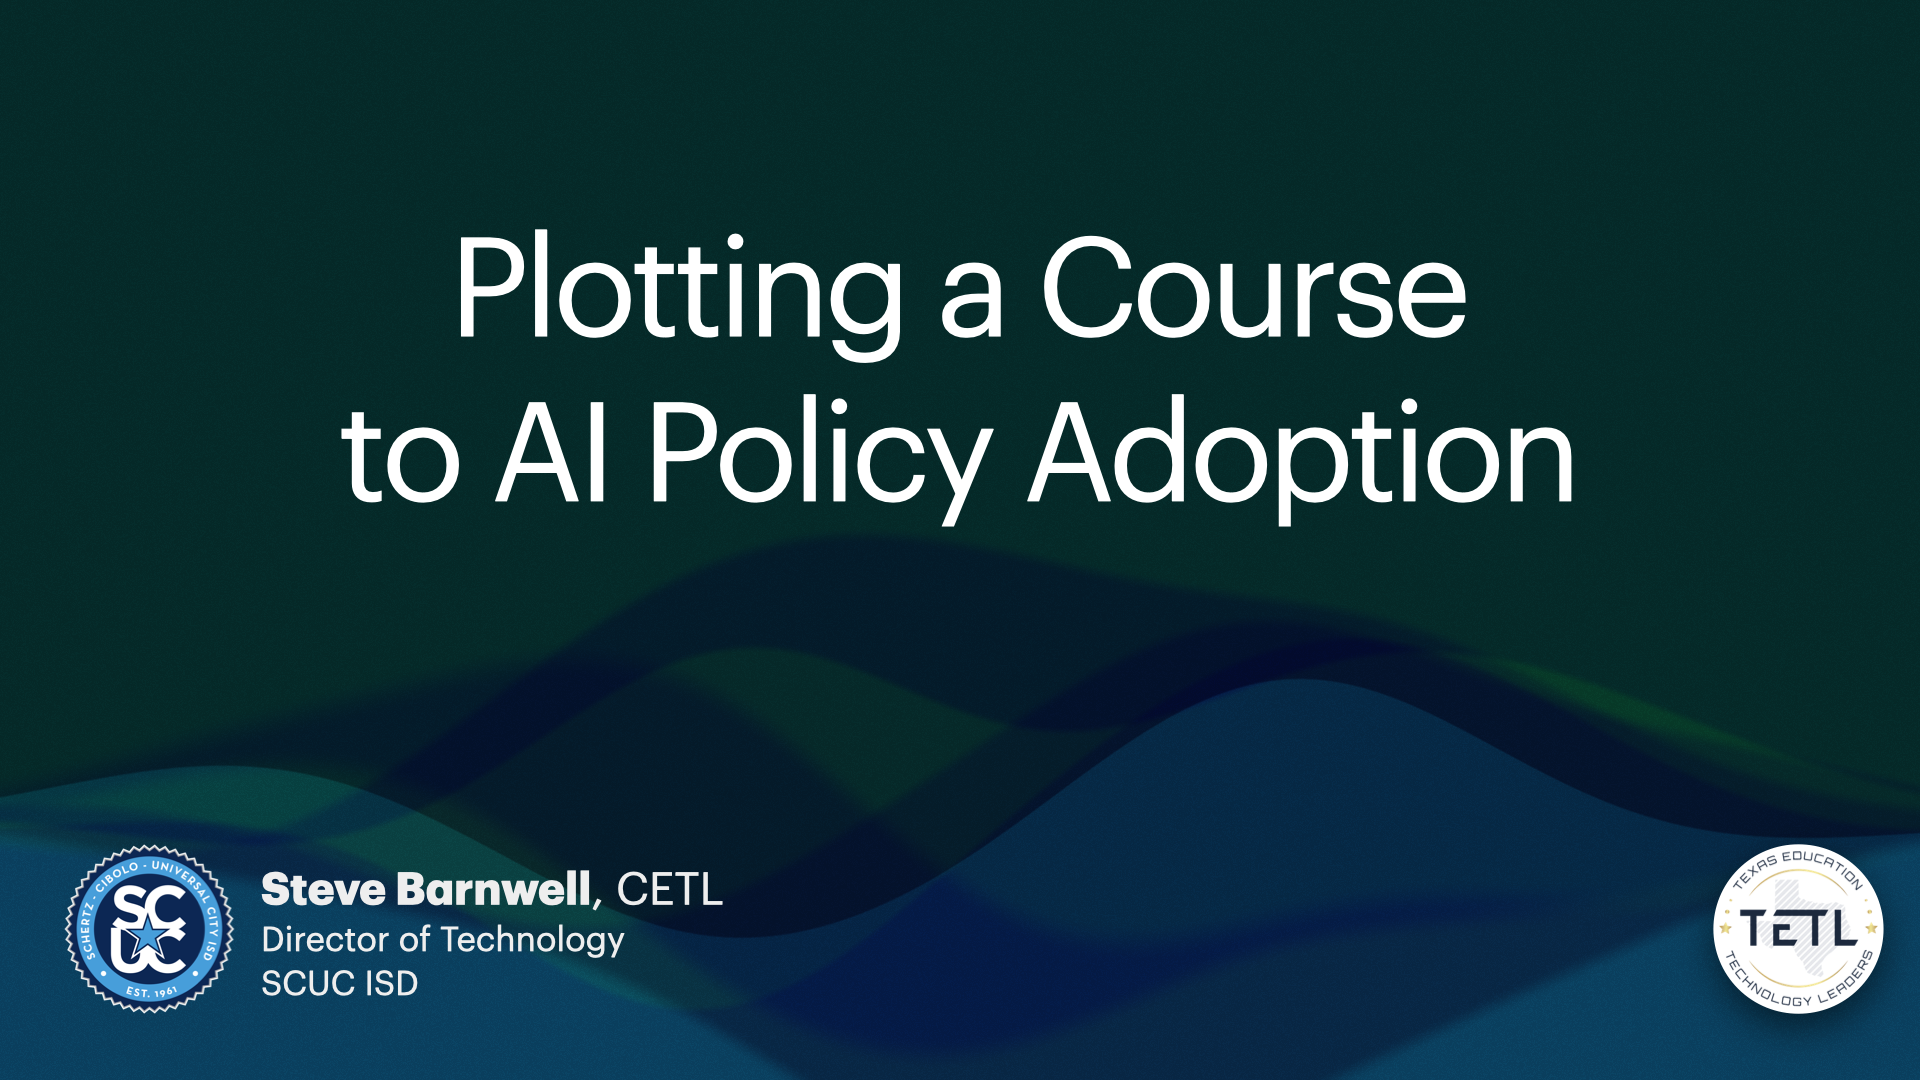 Plotting a Course
to AI Policy Adoption
SCHERTZ - CIBOLO - UNIVERSAL CITY ISD
SC
UC
EST. 1961
Steve Barnwell, CETL
Director of Technology
SCUC ISD
TEXAS EDUCATION
TETL
TECHNOLOGY LEADERS